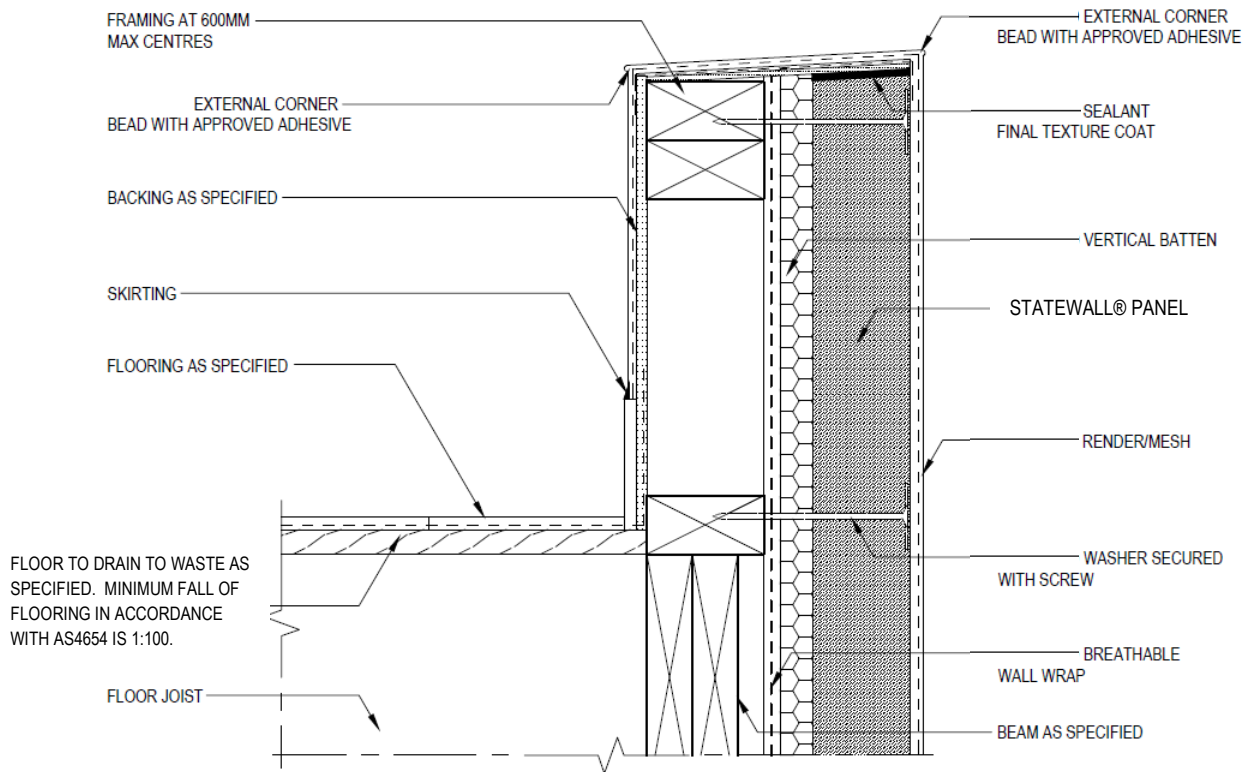 FRAMING AT 600MM
MAX CENTRES
EXTERNAL CORNER
BEAD WITH APPROVED ADHESIVE
BACKING AS SPECIFIED
SKIRTING
FLOORING AS SPECIFIED
FLOOR TO DRAIN TO WASTE AS
SPECIFIED. MINIMUM FALL OF
FLOORING IN ACCORDANCE
WITH AS4654 IS 1:100.
FLOOR JOIST
EXTERNAL CORNER
BEAD WITH APPROVED ADHESIVE
SEALANT
FINAL TEXTURE COAT
VERTICAL BATTEN
STATEWALL® PANEL
RENDER/MESH
WASHER SECURED
WITH SCREW
BREATHABLE
WALL WRAP
BEAM AS SPECIFIED